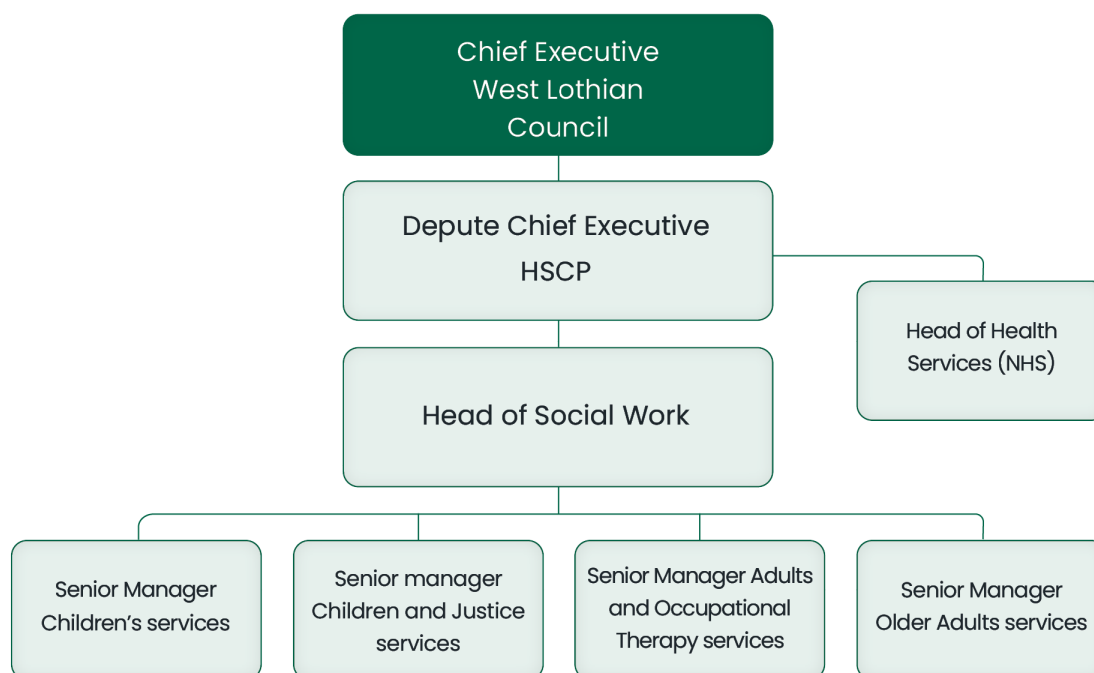 Chief Executive
West Lothian
Council
Depute Chief Executive
HSCP
Head of Health
Services (NHS)
Head of Social Work
Senior Manager
Children’s services
Senior manager
Children and Justice
services
Senior Manager Adults
and Occupational
Therapy services
Senior Manager
Older Adults services